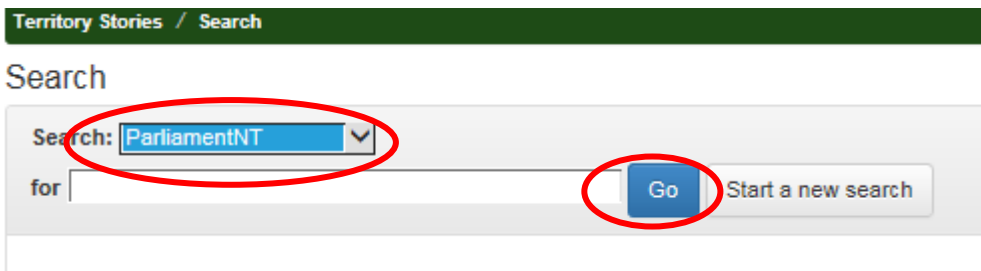 Territory Stories / Search
Search
Search: ParliamentNT
for Go Start a new search